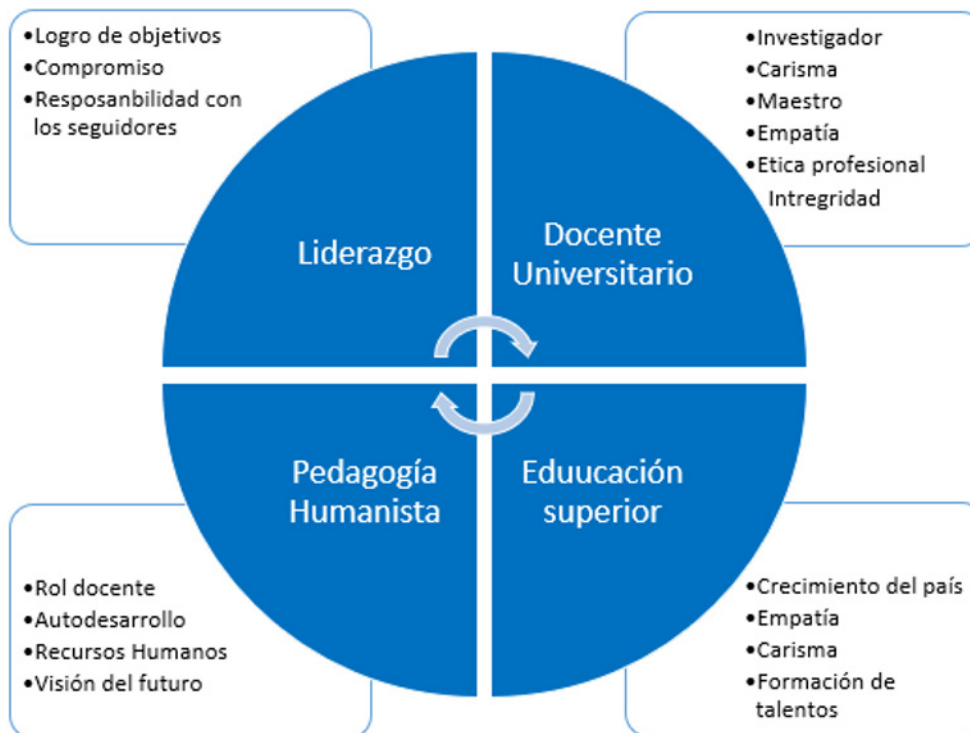 •Logro de objetivos
•Compromiso
•Resposanbilidad con
los seguidores
•Investigador
•Carisma
•Maestro
•Empatía
•Etica profesional
Intregridad
Liderazgo
Docente
Universitario
Pedagogía
Humanista
Eduucación
superior
•Rol docente
•Autodesarrollo
•Recursos Humanos
•Visión del futuro
•Crecimiento del país
•Empatía
•Carisma
•Formación de
talentos